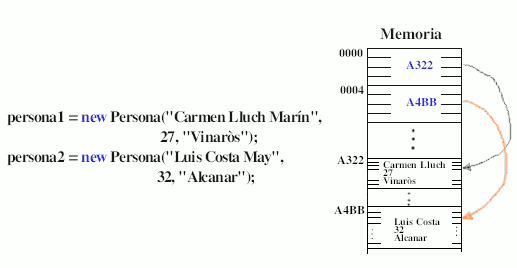 persona1 = new Persona("Carmen Lluch Marín",
27, "Vinaròs");
persona2 = new Persona("Luis Costa May",
32, "Alcanar");
Memoria
0000
A322
0004
A4BB
A322
Carmen Lluch
27
Vinaròs
A4BB
Luis Costa
32
Alcanar